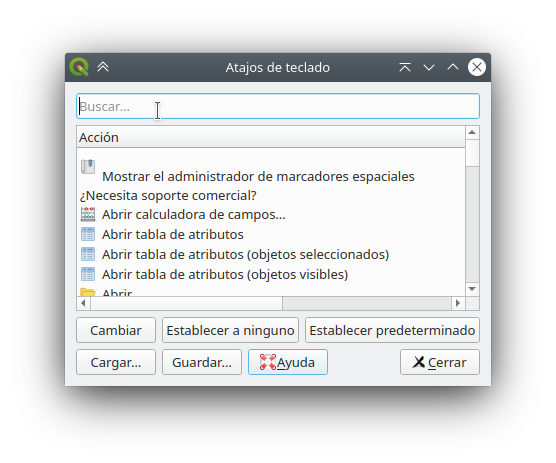 Atajos de teclado
Buscar...
Acción
Mostrar el administrador de marcadores espaciales
¿Necesita soporte comercial?
Abrir calculadora de campos...
Abrir tabla de atributos
Abrir tabla de atributos (objetos seleccionados)
Abrir tabla de atributos (objetos visibles)
Abrir
Cambiar Establecer a ninguno Establecer predeterminado
Cargar... Guardar... Ayuda Cerrar